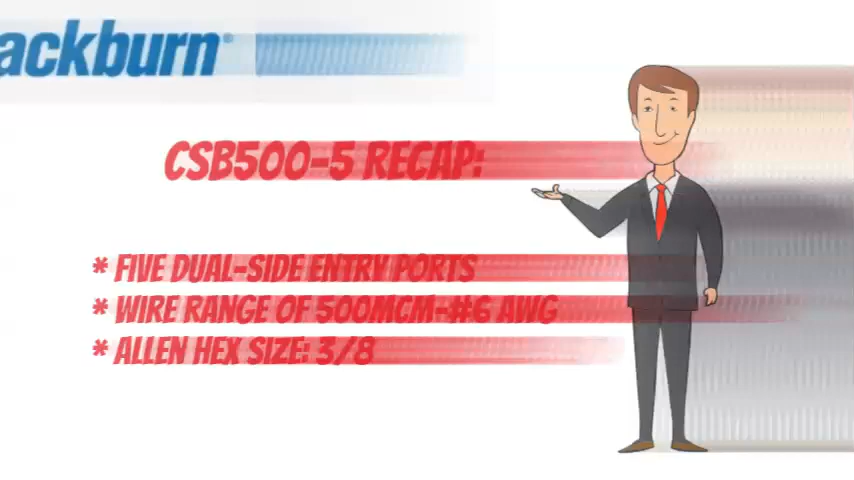 ackburn
CSB500-5 RECAP:
* FIVE DUAL-SIDE ENTRY PORTS
* WIRE RANGE OF 500MCM-#6 AWG
* ALLEN HEX SIZE: 3/8